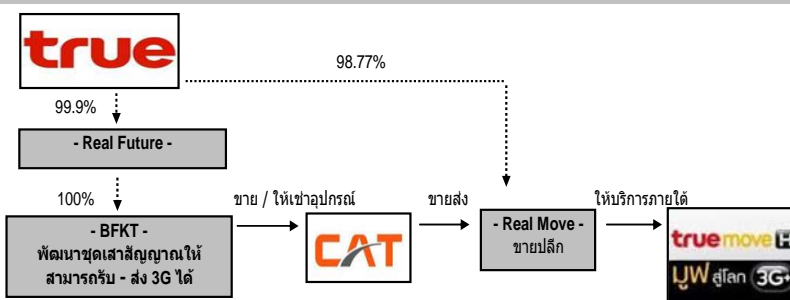 true
98.77%
99.9%
- Real Future -
100%
ขาย / ให้เช่าอุปกรณ์
ขายส่ง
ให้บริการภายใต้
- BFKT -
พัฒนาชุดเสาสัญญาณให้
สามารถรับ - ส่ง 3G ได้
CAT
- Real Move -
ขายปลีก
truemove H
มูฟ สู่โลก 3G+